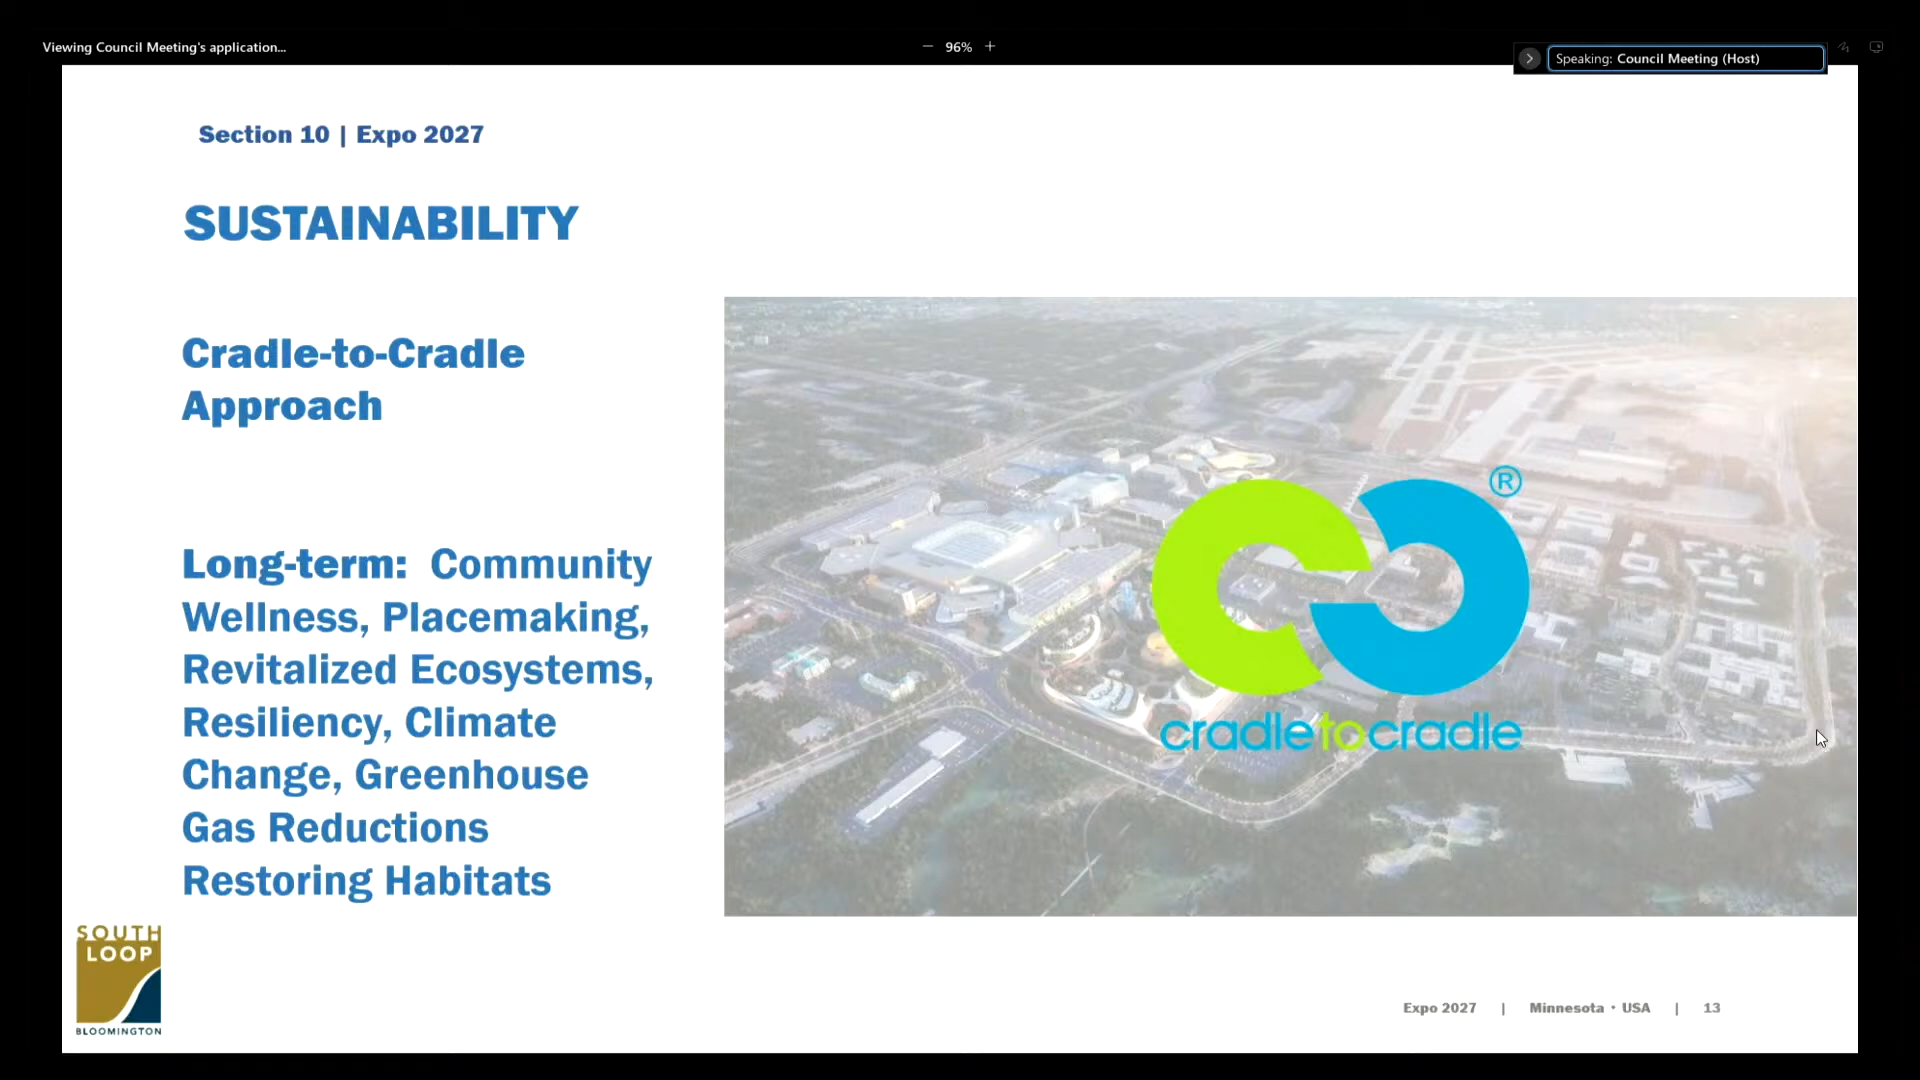 Viewing Council Meeting's application...
96%
Speaking: Council Meeting (Host)
Section 10 | Expo 2027
SUSTAINABILITY
Cradle-to-Cradle
Approach
Long-term: Community
Wellness, Placemaking,
Revitalized Ecosystems,
Resiliency, Climate
Change, Greenhouse
Gas Reductions
Restoring Habitats
®
cradletocradle
SOUTH
LOOP
BLOOMINGTON
Expo 2027 | Minnesota • USA | 13